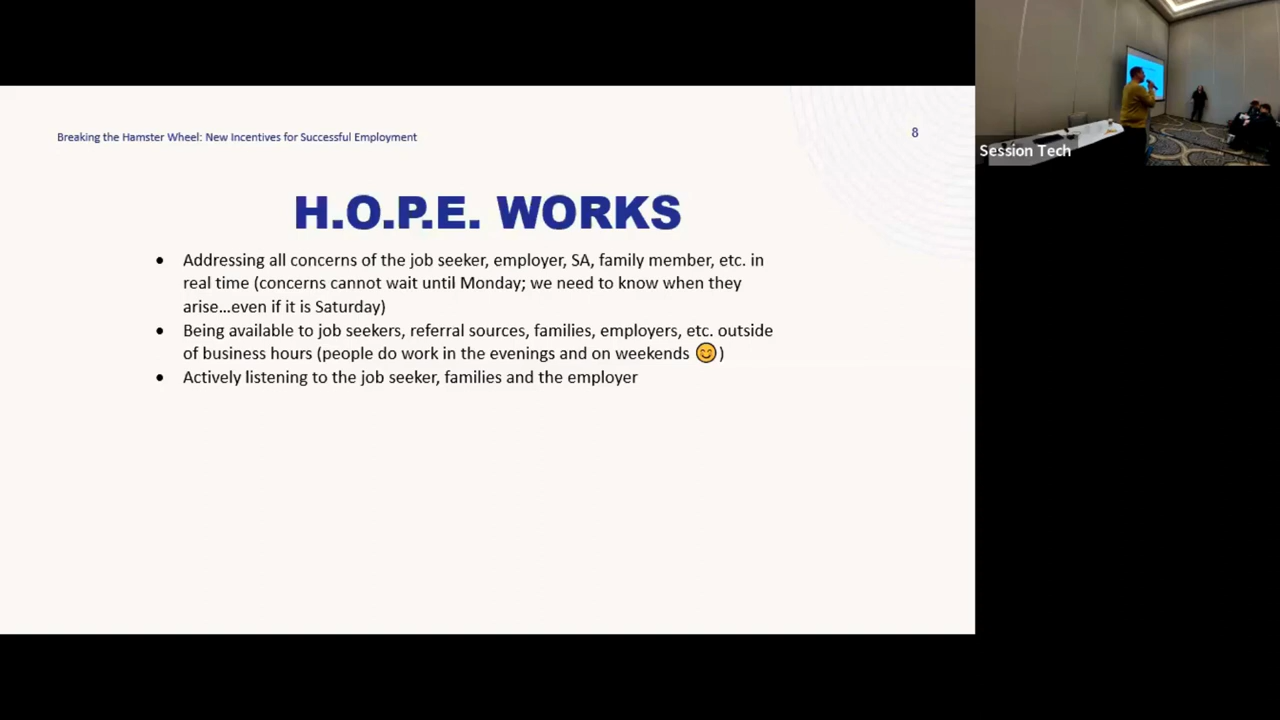 Breaking the Hamster Wheel: New Incentives for Successful Employment
8
H.O.P.E. WORKS
• Addressing all concerns of the job seeker, employer, SA, family member, etc. in
real time (concerns cannot wait until Monday; we need to know when they
arise…even if it is Saturday)
• Being available to job seekers, referral sources, families, employers, etc. outside
of business hours (people do work in the evenings and on weekends 😊)
• Actively listening to the job seeker, families and the employer
Session Tech